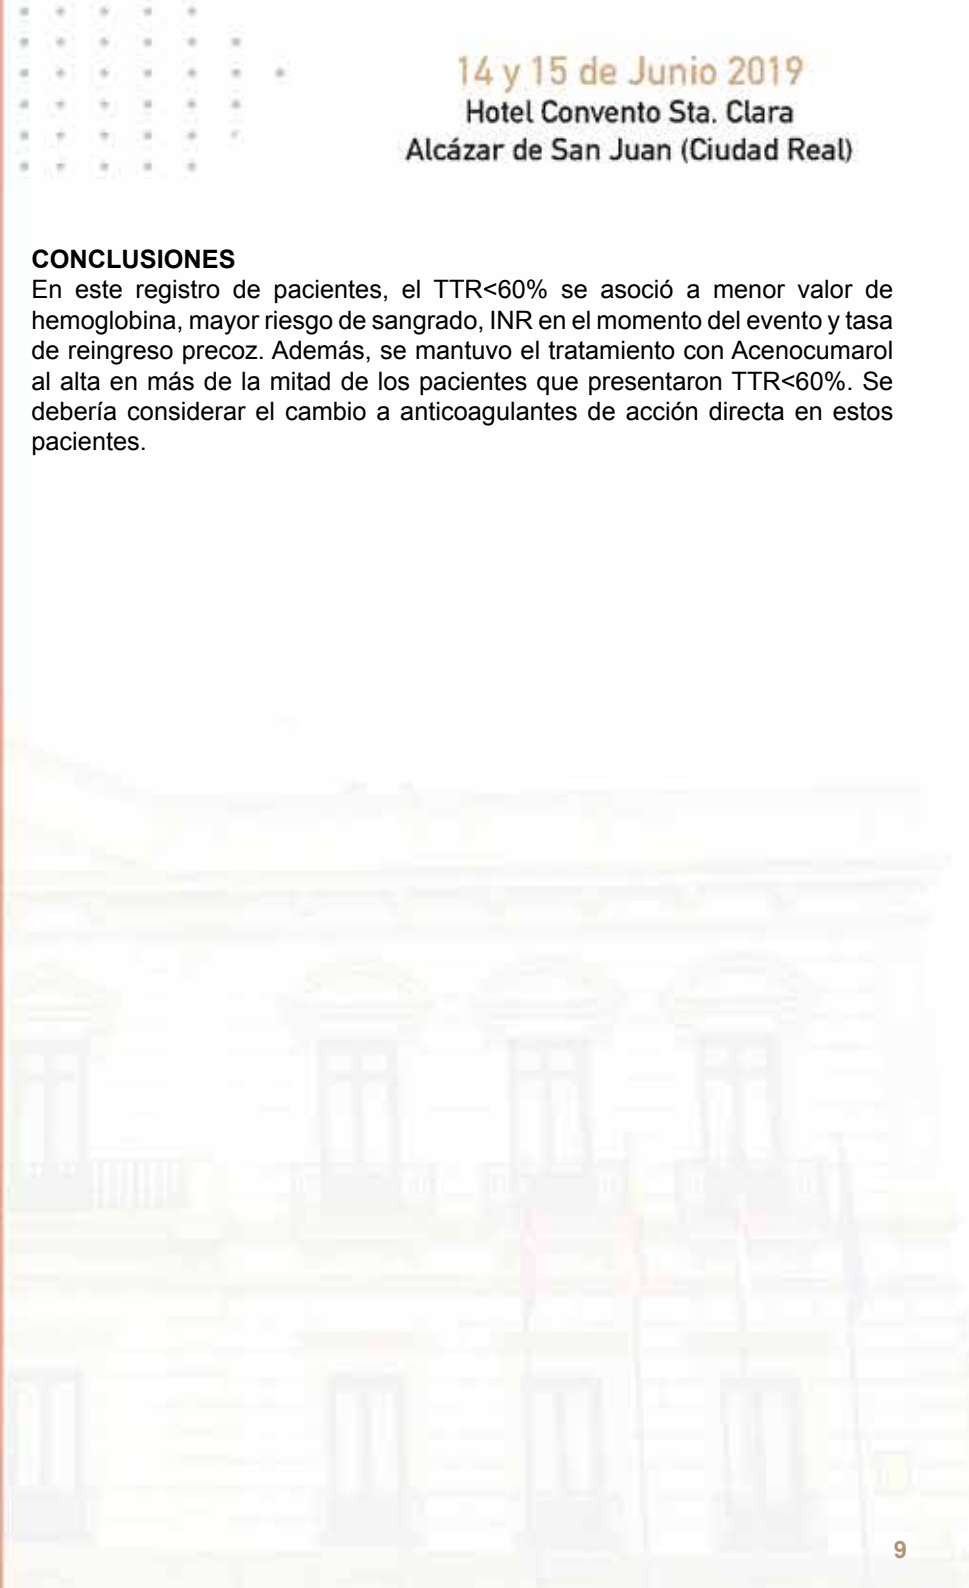 14 y 15 de Junio 2019
Hotel Convento Sta. Clara
Alcázar de San Juan (Ciudad Real)
CONCLUSIONES
En este registro de pacientes, el TTR<60% se asoció a menor valor de
hemoglobina, mayor riesgo de sangrado, INR en el momento del evento y tasa
de reingreso precoz. Además, se mantuvo el tratamiento con Acenocumarol
al alta en más de la mitad de los pacientes que presentaron TTR<60%. Se
debería considerar el cambio a anticoagulantes de acción directa en estos
pacientes.
9